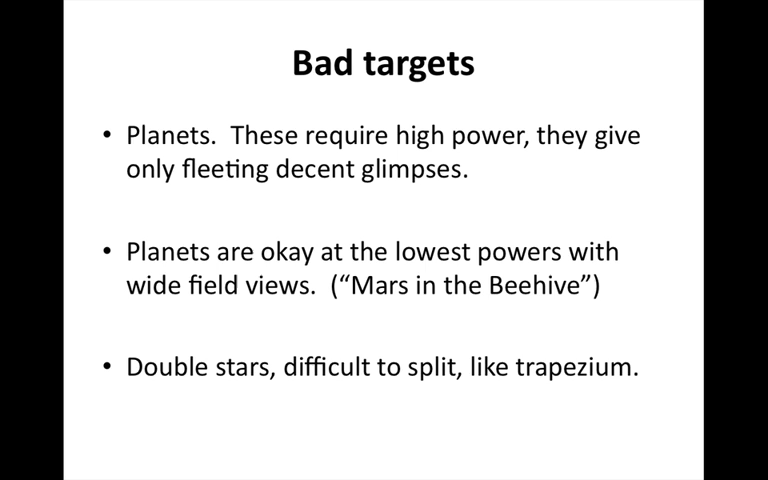 Bad targets
• Planets.  These require high power, they give
only fleeting decent glimpses.
• Planets are okay at the lowest powers with
wide field views.  (“Mars in the Beehive”)
• Double stars, difficult to split, like trapezium.